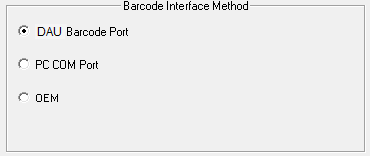 Barcode Interface Method
DAU Barcode Port
PC COM Port
OEM